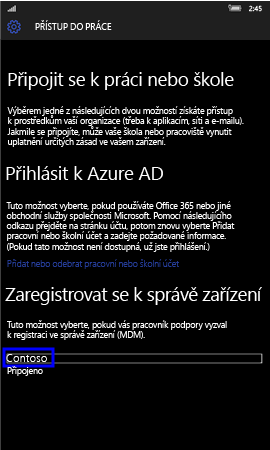 2:45
PŘÍSTUP DO PRÁCE
Připojit se k práci nebo škole
Výběrem jedné z následujících dvou možností získáte přístup
k prostředkům vaší organizace (třeba k aplikacím, síti a e-mailu).
Jakmile se připojíte, může vaše škola nebo pracoviště vynutit
uplatnění určitých zásad ve vašem zařízení.
Přihlásit k Azure AD
Tuto možnost vyberte, pokud používáte Office 365 nebo jiné
obchodní služby společnosti Microsoft. Pomocí následujícího
odkazu přejděte na stránku účtu, potom znovu vyberte Přidat
pracovní nebo školní účet a zadejte požadované informace.
(Pokud tato možnost není dostupná, už jste přihlášení.)
Přidat nebo odebrat pracovní nebo školní účet
Zaregistrovat se k správě zařízení
Tuto možnost vyberte, pokud vás pracovník podpory vyzval
k registraci ve správě zařízení (MDM).
Contoso
Připojeno